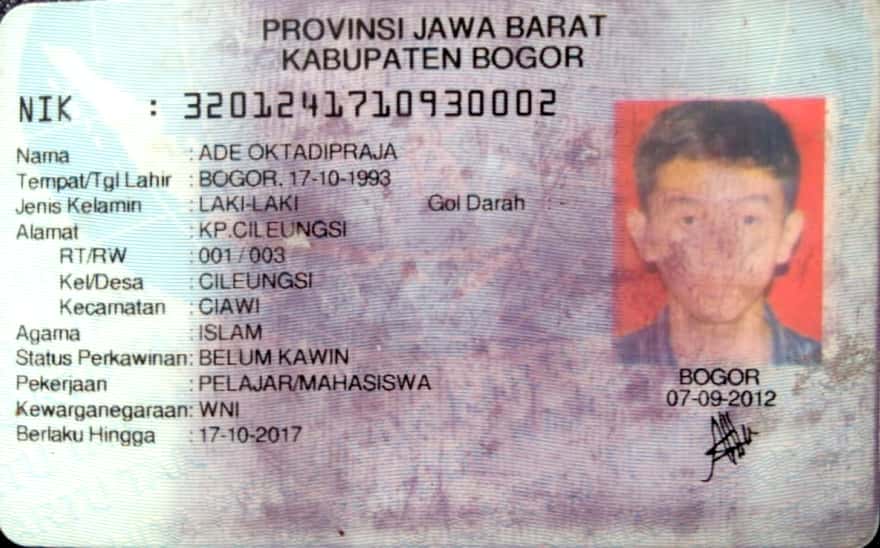 PROVINSI JAWA BARAT
KABUPATEN BOGOR
NIK : 3201241710930002
Nama : ADE OKTADIPRAJA
Tempat/Tgl Lahir : BOGOR, 17-10-1993
Jenis Kelamin : LAKI-LAKI Gol Darah : -
Alamat : KP.CILEUNGSI
RT/RW : 001 / 003
Kel/Desa : CILEUNGSI
Kecamatan : CIAWI
Agama : ISLAM
Status Perkawinan: BELUM KAWIN
Pekerjaan : PELAJAR/MAHASISWA
Kewarganegaraan: WNI
Berlaku Hingga : 17-10-2017
BOGOR
07-09-2012